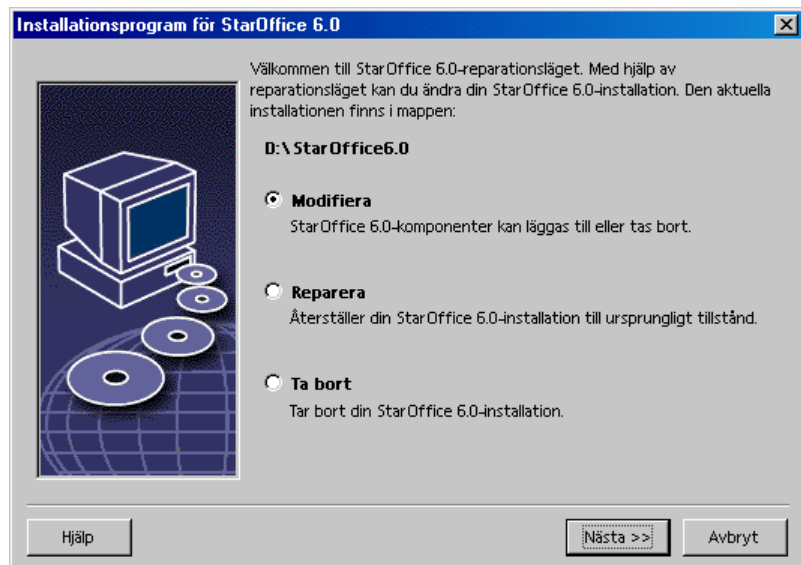 Installationsprogram för StarOffice 6.0
Välkommen till StarOffice 6.0-reparationsläget. Med hjälp av
reparationsläget kan du ändra din StarOffice 6.0-installation. Den aktuella
installationen finns i mappen:
D:\StarOffice6.0
Modifiera
StarOffice 6.0-komponenter kan läggas till eller tas bort.
Reparera
Återställer din StarOffice 6.0-installation till ursprungligt tillstånd.
Ta bort
Tar bort din StarOffice 6.0-installation.
Hjälp
Nästa >>
Avbryt